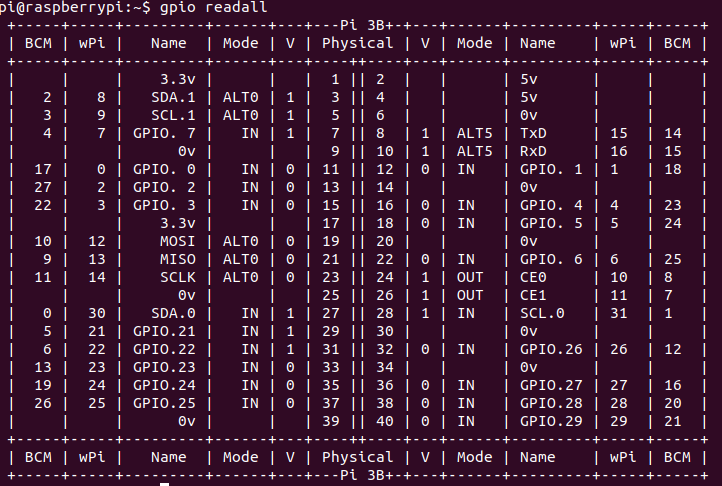 pi@raspberrypi:~$ gpio readall
+-----+-----+---------+------+---+---Pi 3B+-+---+------+---------+-----+-----+
| BCM | wPi |   Name  | Mode | V | Physical | V | Mode | Name    | wPi | BCM |
+-----+-----+---------+------+---+----++----+---+------+---------+-----+-----+
|     |     |    3.3v |      |   |  1 || 2  |   |      | 5v      |     |     |
|   2 |   8 |   SDA.1 | ALT0 | 1 |  3 || 4  |   |      | 5v      |     |     |
|   3 |   9 |   SCL.1 | ALT0 | 1 |  5 || 6  |   |      | 0v      |     |     |
|   4 |   7 | GPIO. 7 |   IN | 1 |  7 || 8  | 1 | ALT5 | TxD     | 15  | 14  |
|     |     |      0v |      |   |  9 || 10 | 1 | ALT5 | RxD     | 16  | 15  |
|  17 |   0 | GPIO. 0 |   IN | 0 | 11 || 12 | 0 | IN   | GPIO. 1 | 1   | 18  |
|  27 |   2 | GPIO. 2 |   IN | 0 | 13 || 14 |   |      | 0v      |     |     |
|  22 |   3 | GPIO. 3 |   IN | 0 | 15 || 16 | 0 | IN   | GPIO. 4 | 4   | 23  |
|     |     |    3.3v |      |   | 17 || 18 | 0 | IN   | GPIO. 5 | 5   | 24  |
|  10 |  12 |    MOSI | ALT0 | 0 | 19 || 20 |   |      | 0v      |     |     |
|   9 |  13 |    MISO | ALT0 | 0 | 21 || 22 | 0 | IN   | GPIO. 6 | 6   | 25  |
|  11 |  14 |    SCLK | ALT0 | 0 | 23 || 24 | 1 | OUT  | CE0     | 10  | 8   |
|     |     |      0v |      |   | 25 || 26 | 1 | OUT  | CE1     | 11  | 7   |
|   0 |  30 |   SDA.0 |   IN | 1 | 27 || 28 | 1 | IN   | SCL.0   | 31  | 1   |
|   5 |  21 | GPIO.21 |   IN | 1 | 29 || 30 |   |      | 0v      |     |     |
|   6 |  22 | GPIO.22 |   IN | 1 | 31 || 32 | 0 | IN   | GPIO.26 | 26  | 12  |
|  13 |  23 | GPIO.23 |   IN | 0 | 33 || 34 |   |      | 0v      |     |     |
|  19 |  24 | GPIO.24 |   IN | 0 | 35 || 36 | 0 | IN   | GPIO.27 | 27  | 16  |
|  26 |  25 | GPIO.25 |   IN | 0 | 37 || 38 | 0 | IN   | GPIO.28 | 28  | 20  |
|     |     |      0v |      |   | 39 || 40 | 0 | IN   | GPIO.29 | 29  | 21  |
+-----+-----+---------+------+---+----++----+---+------+---------+-----+-----+
| BCM | wPi |   Name  | Mode | V | Physical | V | Mode | Name    | wPi | BCM |
+-----+-----+---------+------+---+---Pi 3B+-+---+------+---------+-----+-----+